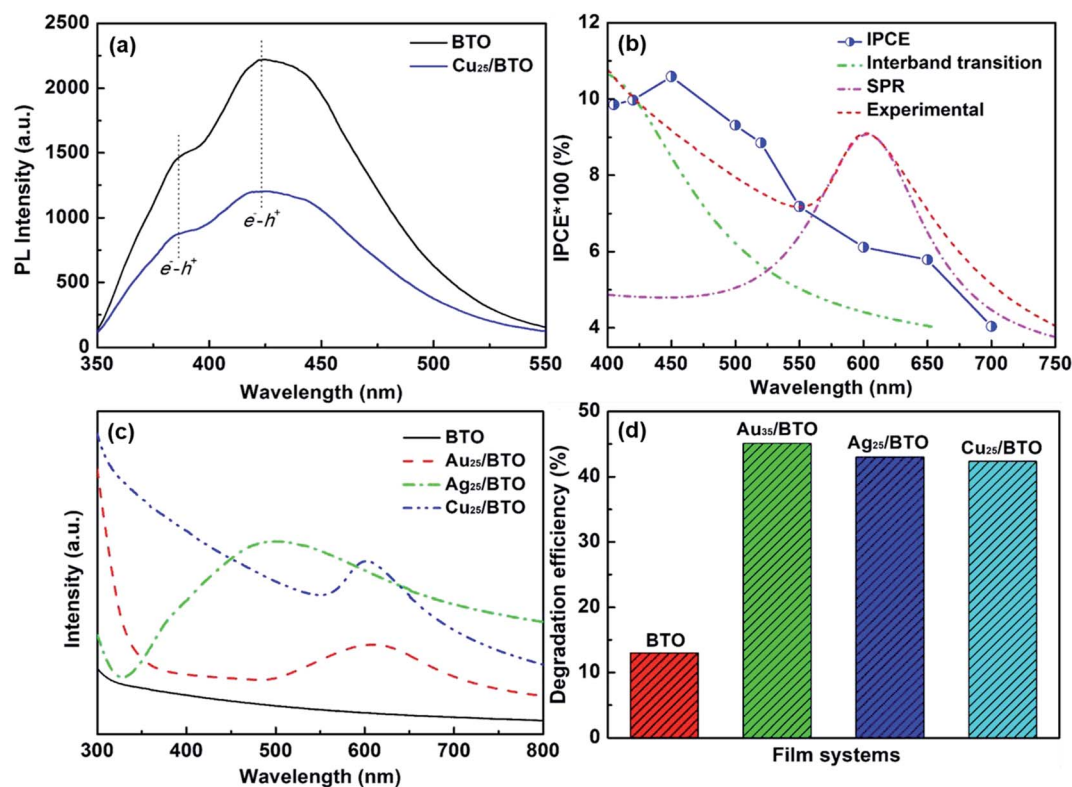 (a)
BTO
Cu25/BTO
2500
2000
1500
1000
500
0
e⁻-h⁺
e⁻-h⁺
350
400
450
500
550
PL Intensity (a.u.)
Wavelength (nm)
(b)
IPCE
Interband transition
SPR
Experimental
12
10
8
6
4
400 450 500 550 600 650 700 750
IPCE*100 (%)
Wavelength (nm)
(c)
BTO
Au25/BTO
Ag25/BTO
Cu25/BTO
300
400
500
600
700
800
Intensity (a.u.)
Wavelength (nm)
(d)
50
40
30
20
10
0
BTO
Au35/BTO
Ag25/BTO
Cu25/BTO
Degradation efficiency (%)
Film systems